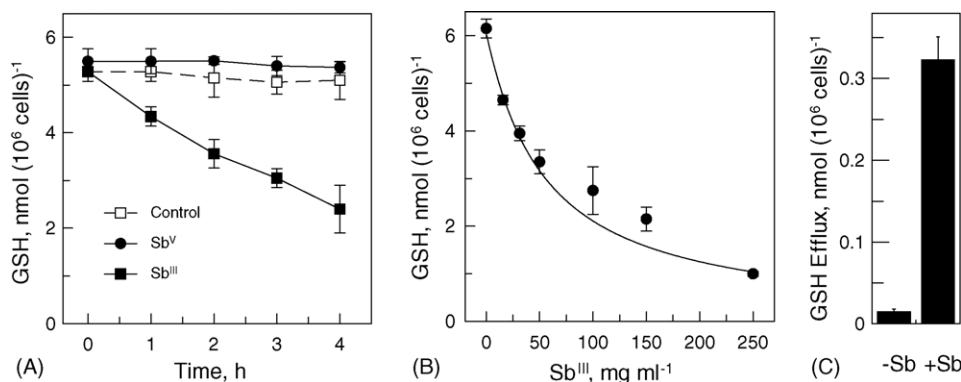 GSH, nmol (10⁶ cells)⁻¹
6
4
2
0
Control
Sbⱽ
Sbᴵᴵᴵ
0 1 2 3 4
(A) Time, h
GSH, nmol (10⁶ cells)⁻¹
6
4
2
0
0 50 100 150 200 250
(B) Sbᴵᴵᴵ, mg ml⁻¹
GSH Efflux, nmol (10⁶ cells)⁻¹
0.3
0.2
0.1
0
(C) -Sb +Sb